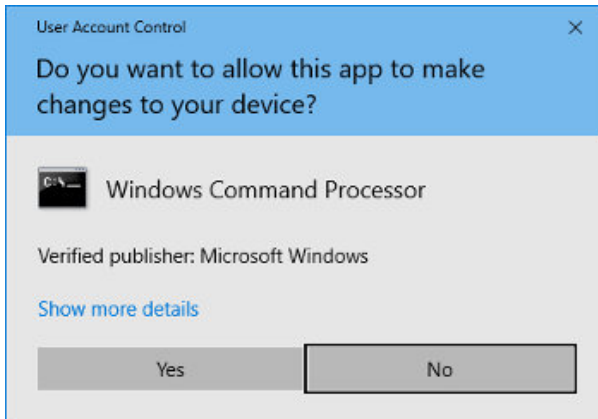 User Account Control
Do you want to allow this app to make
changes to your device?
C:\
Windows Command Processor
Verified publisher: Microsoft Windows
Show more details
Yes
No